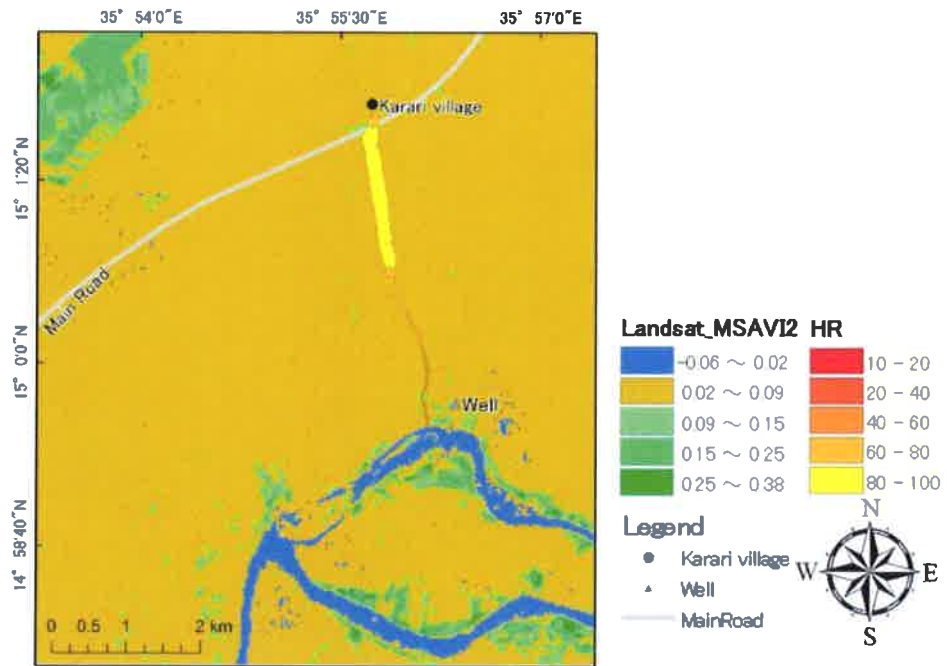 35° 54'0"E 35° 55'30"E 35° 57'0"E
Karari village
15° 1'20"N
Main Road
15° 0'0"N
Well
14° 58'40"N
0 0.5 1 2 km
Landsat_MSAVI2 HR
-0.06 ~ 0.02 10 - 20
0.02 ~ 0.09 20 - 40
0.09 ~ 0.15 40 - 60
0.15 ~ 0.25 60 - 80
0.25 ~ 0.38 80 - 100
Legend
Karari village
Well
MainRoad
N
W E
S